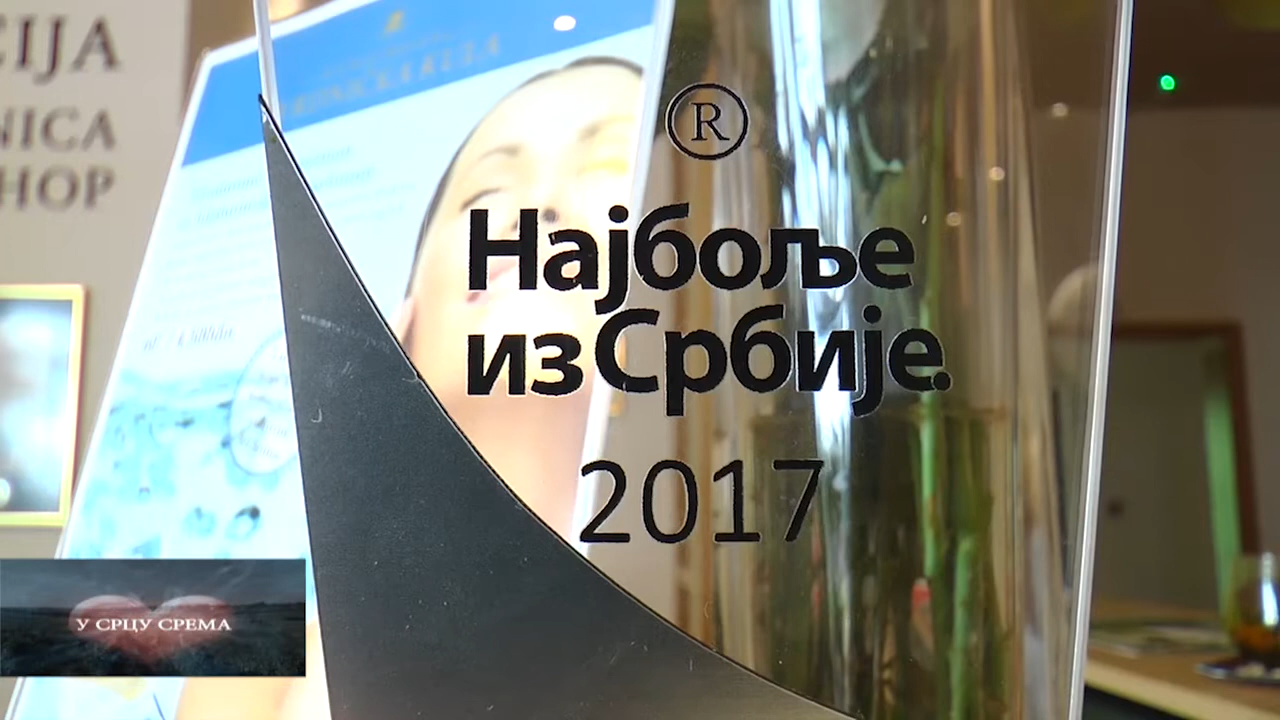 CIJA
NICA
HOP
®
Најбоље
из Србије.
2017
У СРЦУ СРЕМА